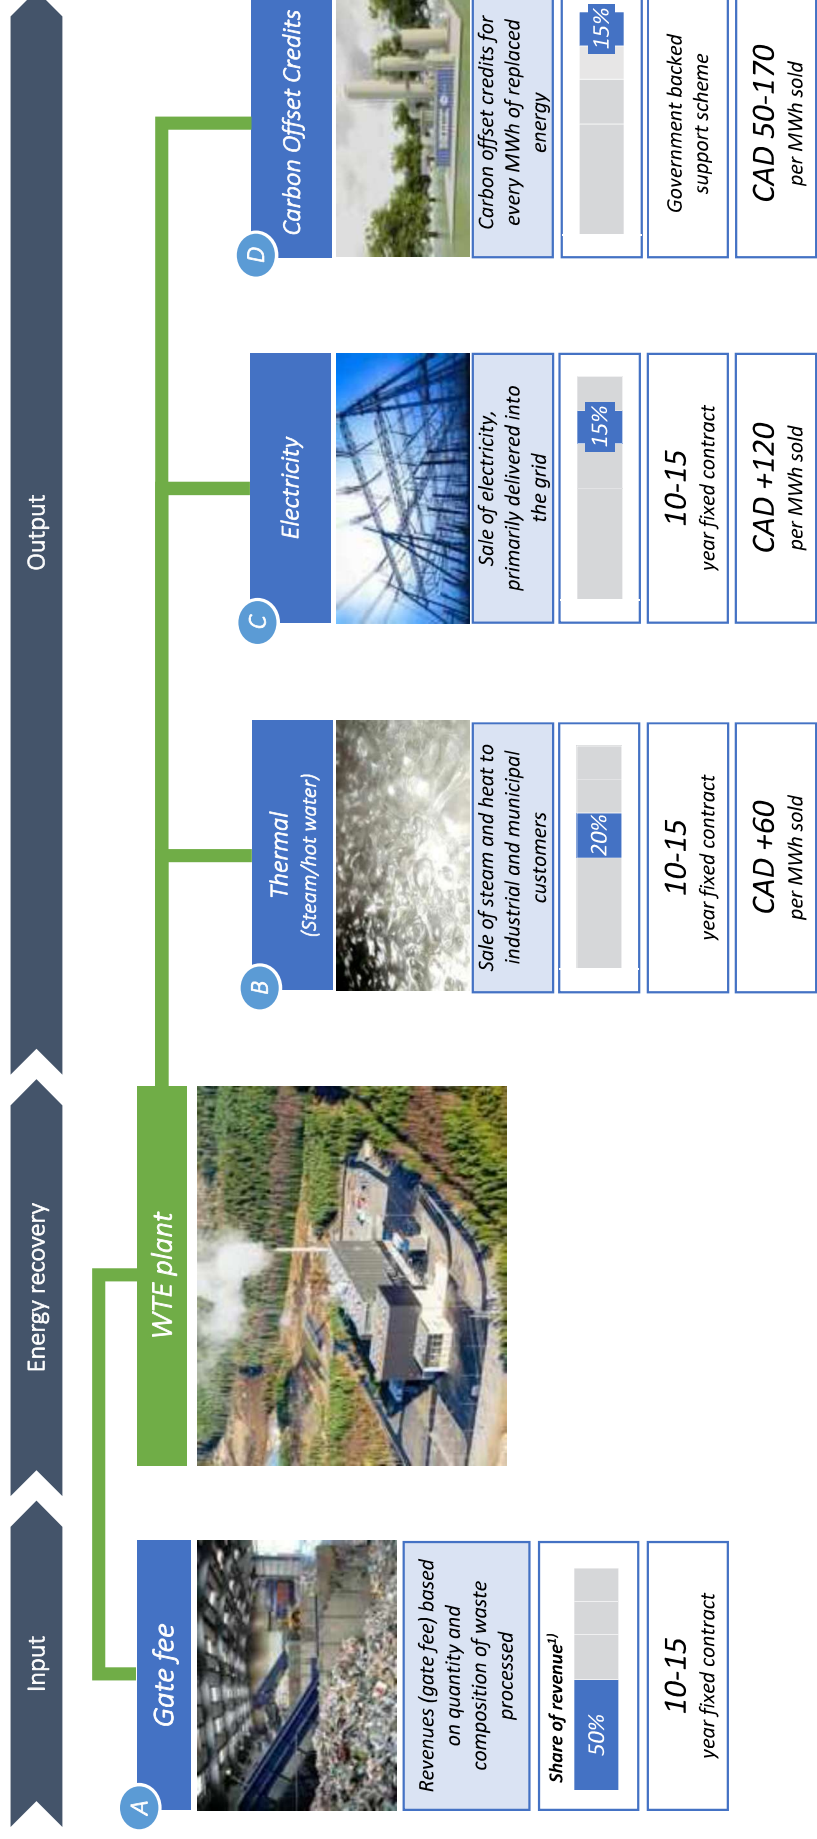 Input
Energy recovery
Output
A
Gate fee
Revenues (gate fee) based
on quantity and
composition of waste
processed
Share of revenue¹⁾
50%
10-15
year fixed contract
WTE plant
B
Thermal
(Steam/hot water)
Sale of steam and heat to
industrial and municipal
customers
20%
10-15
year fixed contract
CAD +60
per MWh sold
C
Electricity
Sale of electricity,
primarily delivered into
the grid
15%
10-15
year fixed contract
CAD +120
per MWh sold
D
Carbon Offset Credits
Carbon offset credits for
every MWh of replaced
energy
15%
Government backed
support scheme
CAD 50-170
per MWh sold